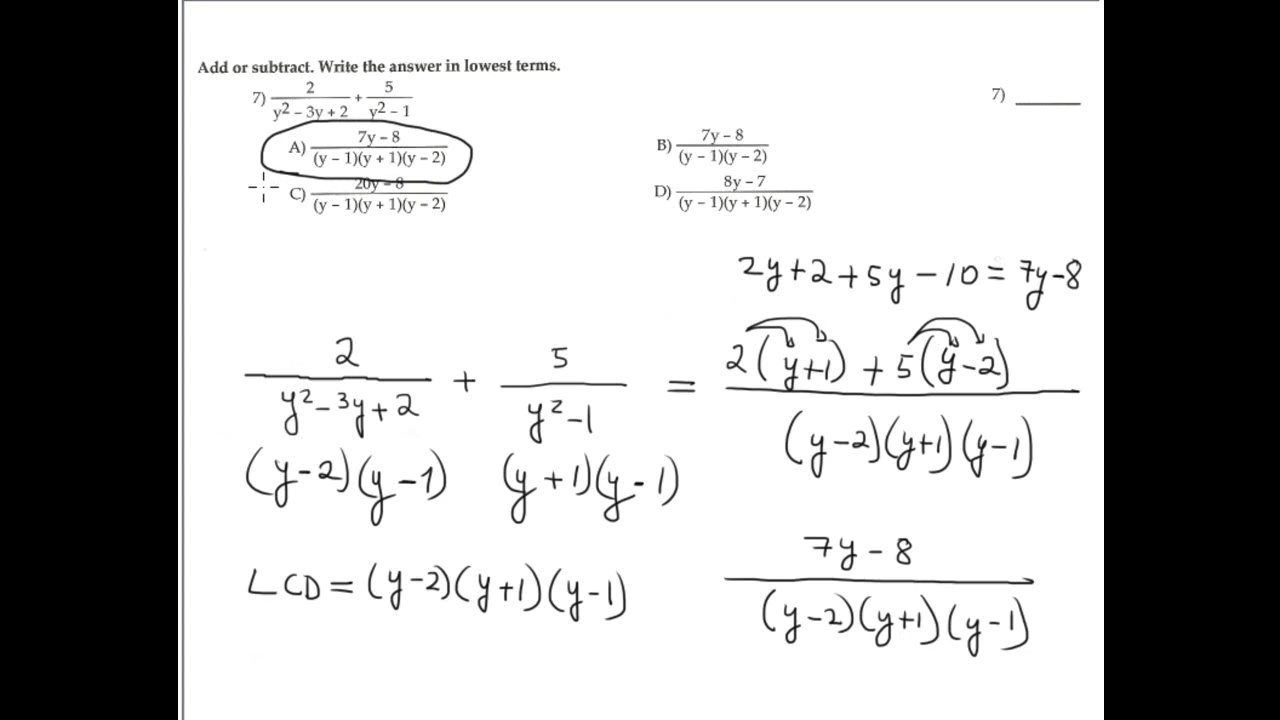 Add or subtract. Write the answer in lowest terms.
7) 2/(y² – 3y + 2) + 5/(y² – 1)
7) ______
A) (7y – 8)/((y – 1)(y + 1)(y – 2))
B) (7y – 8)/((y – 1)(y – 2))
C) (20y – 8)/((y – 1)(y + 1)(y – 2))
D) (8y – 7)/((y – 1)(y + 1)(y – 2))
2y+2+5y-10=7y-8
2/(y²-3y+2) + 5/(y²-1) = (2(y+1)+5(y-2))/((y-2)(y+1)(y-1))
(y-2)(y-1) (y+1)(y-1)
LCD=(y-2)(y+1)(y-1)
(7y-8)/((y-2)(y+1)(y-1))